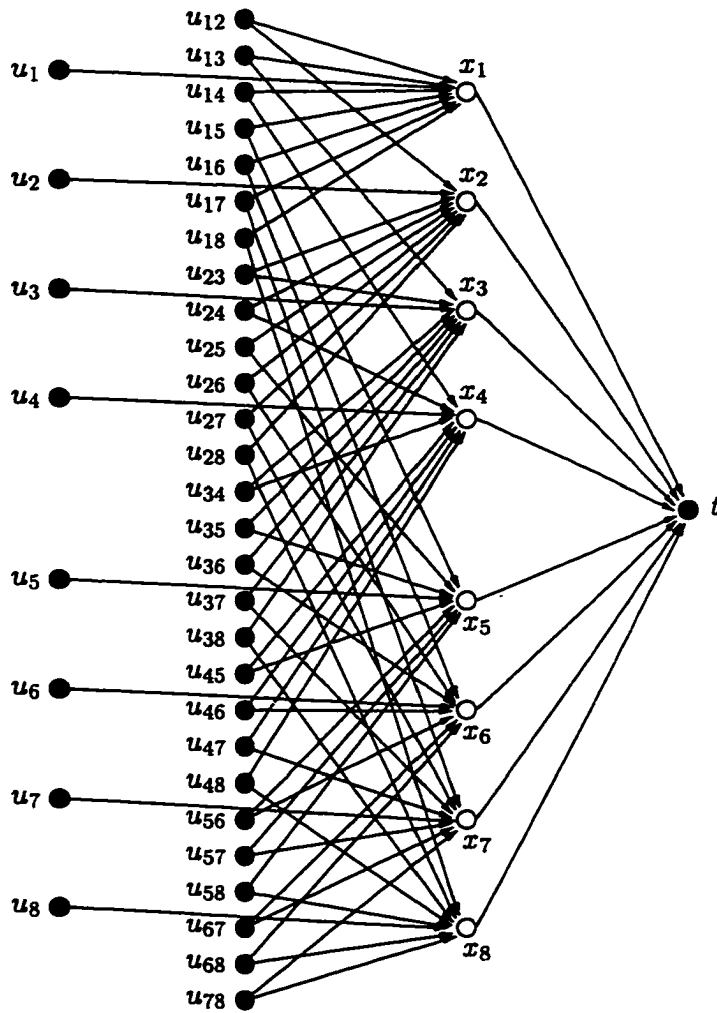 u₁₂
u₁₃
u₁ x₁
u₁₄
u₁₅
u₁₆
u₂ x₂
u₁₇
u₁₈
u₂₃
u₃ x₃
u₂₄
u₂₅
u₂₆
u₄ x₄
u₂₇
u₂₈
u₃₄
t
u₃₅
u₃₆
u₅
u₃₇
x₅
u₃₈
u₄₅
u₆
u₄₆
x₆
u₄₇
u₄₈
u₇
u₅₆
x₇
u₅₇
u₅₈
u₈
u₆₇
x₈
u₆₈
u₇₈